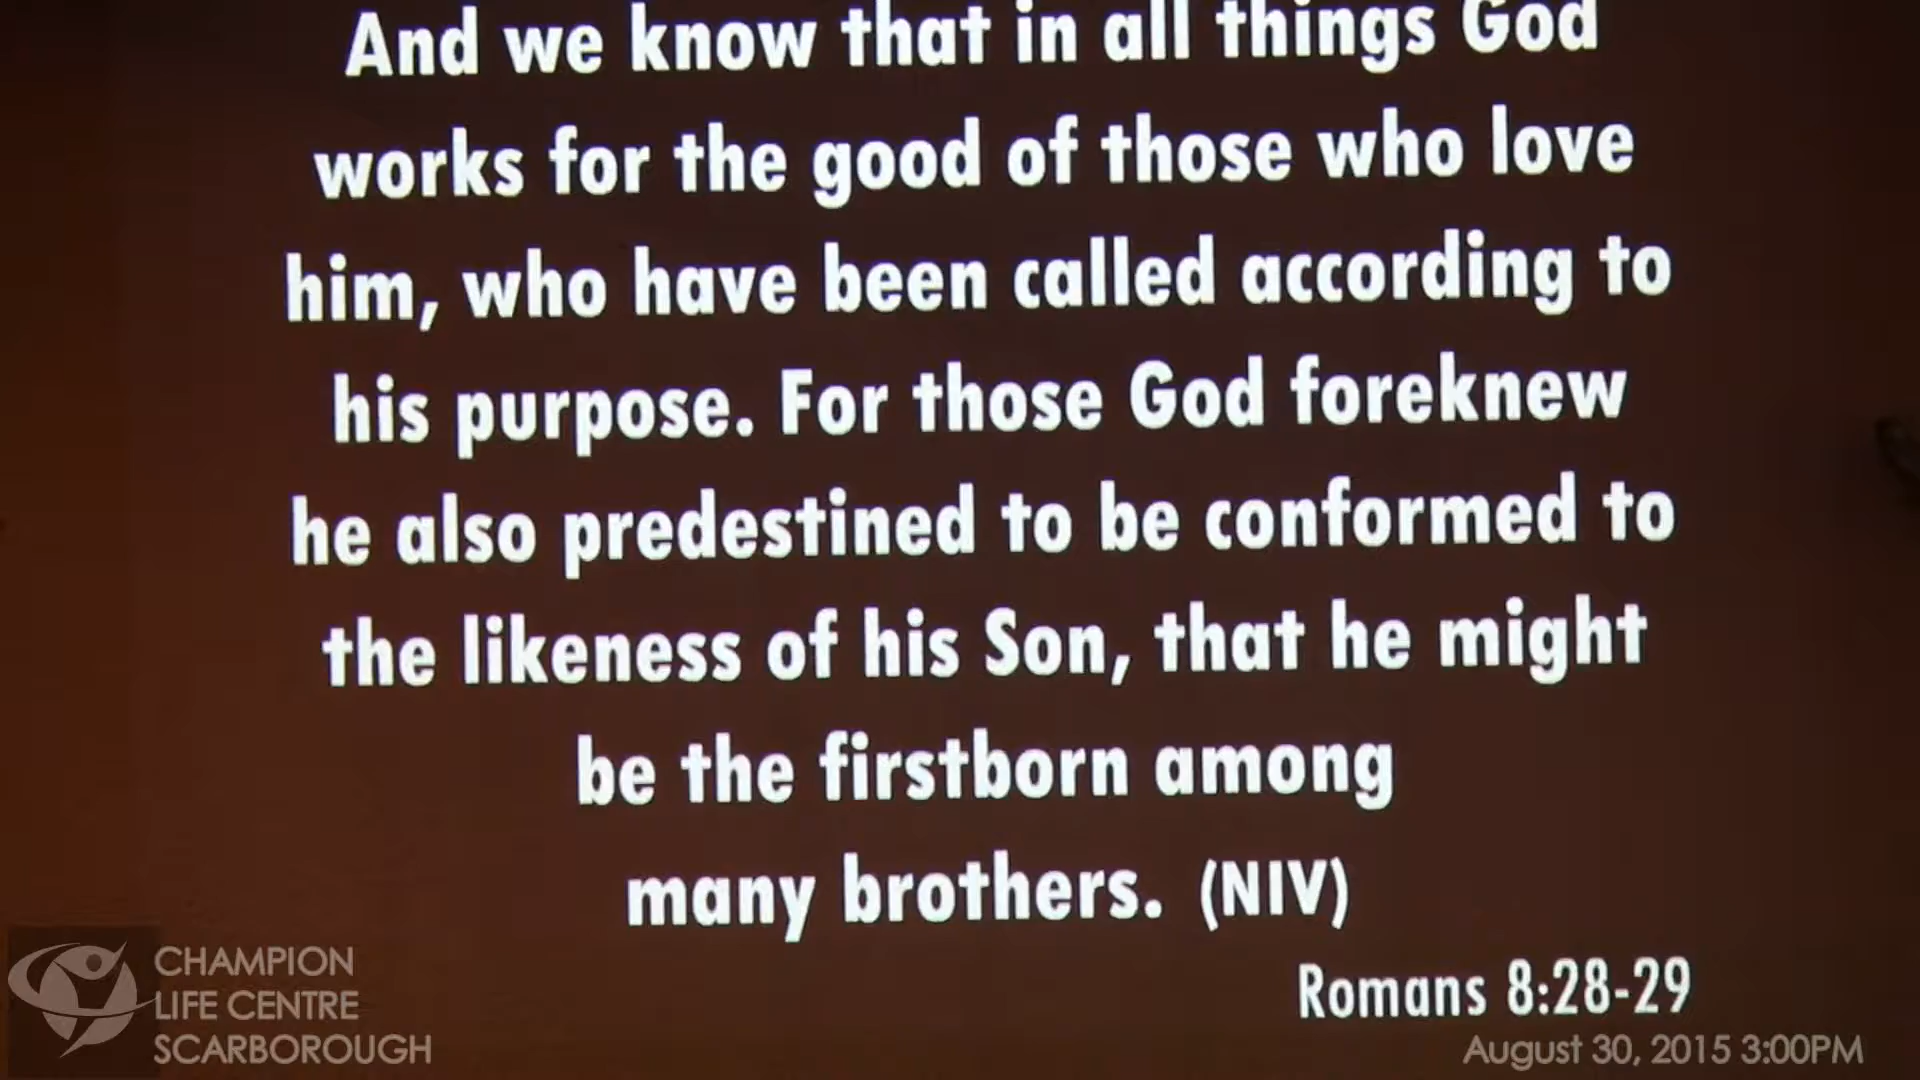 And we know that in all things God
works for the good of those who love
him, who have been called according to
his purpose. For those God foreknew
he also predestined to be conformed to
the likeness of his Son, that he might
be the firstborn among
many brothers. (NIV)
Romans 8:28-29
CHAMPION
LIFE CENTRE
SCARBOROUGH
August 30, 2015 3:00PM